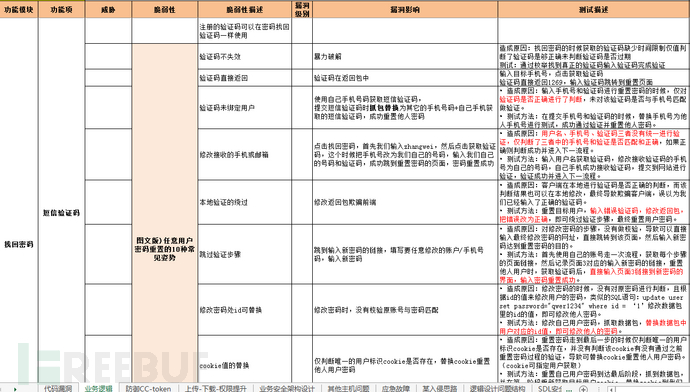 功能模块 功能项 威胁 脆弱性 脆弱性描述 漏洞级别 漏洞影响 测试描述
找回密码
短信验证码
图文版)任意用户
密码重置的10种常
见姿势
注册的验证码可以在密码找回
验证码一样使用
验证码不失效
暴力破解
造成原因:找回密码的时候获取的验证码缺少时间限制仅值判
断了验证码是够正确未判断验证码是否过期
测试:通过枚举找到真正的验证码输入验证码完成验证
验证码直接返回
验证码在返回包中
输入目标手机号,点击获取验证码
验证码直接返回1269,输入验证码跳转到重置页面
验证码未绑定用户
使用自己手机号码获取短信验证码,
提交短信验证码时抓包替换为其它的手机号码+自己手机获
取的短信验证码,成功重置他人密码
• 造成原因:输入手机号和验证码进行重置密码的时候,仅对
验证码是否正确进行了判断,未对该验证码是否与手机号匹配
做验证。
• 测试方法:在提交手机号和验证码的时候,替换手机号为他
人手机号进行测试,成功通过验证并重置他人密码。
修改接收的手机或邮箱
点击找回密码,首先我们输入zhangwei,然后点击获取验证
码,这个时候把手机号改为我们自己的号码,输入我们自己
的号码和验证码,成功跳到重置密码的页面,密码重置成功
• 造成原因:用户名、手机号、验证码三者没有统一进行验
证,仅判断了三者中的手机号和验证码是否匹配和正确,如果正
确则判断成功并进入下一流程。
• 测试方法:输入用户名获取验证码,修改接收验证码的手机
号为自己的号码,自己手机成功接收验证码,提交到网站进行
验证,验证成功并进入下一流程。
本地验证的绕过
修改返回包欺骗前端
• 造成原因:客户端在本地进行验证码是否正确的判断,而该
判断结果也可以在本地修改,最终导致欺骗客户端,误以为我
们已经输入了正确的验证码。
• 测试方法:重置目标用户,输入错误验证码,修改返回包,
把错误改为正确,即可绕过验证步骤,最终重置用户密码。
跳过验证步骤
跳到输入新密码的链接,填写要任意修改的账户/手机号
码,输入新密码
• 造成原因:对修改密码的步骤,没有做校验,导致可以直接
输入最终修改密码的网址,直接跳转到该页面,然后输入新密
码达到重置密码的目的。
• 测试方法:首先使用自己的账号走一次流程,获取每个步骤
的页面链接,然后记录页面3对应的输入新密码的链接,重置
他人用户时,获取验证码后,直接输入页面3链接到新密码的
界面,输入密码重置成功。
修改密码处id可替换
修改密码时,没有校验原账号与密码匹配
• 造成原因:修改密码的时候,没有对原密码进行判断,且根
据id的值来修改用户的密码,类似的SQL语句:update user
set password="qwer1234" where id = '1' 修改数据包
里的id的值,即可修改他人密码。
• 测试方法:修改自己用户密码,抓取数据包,替换数据包中
用户对应的id值,即可修改他人的密码。
cookie值的替换
仅判断唯一的用户标识cookie是否存在,替换cookie重置
他人用户密码
• 造成原因:重置密码走到最后一步的时候仅判断唯一的用户
标识cookie是否存在,并没有判断该cookie有没有通过之前
重置密码过程的验证,导致可替换cookie重置他人用户密码。
(cookie可指定用户获取)
• 测试方法:重置自己用户密码到达最后阶段,抓到数据包,
REEBUF
代码漏洞 业务逻辑 防御CC-token 上传-下载-权限提升 业务安全架构设计 其他主机问题 应急故障 某入侵思路 逻辑设计问题结构 SDL安全